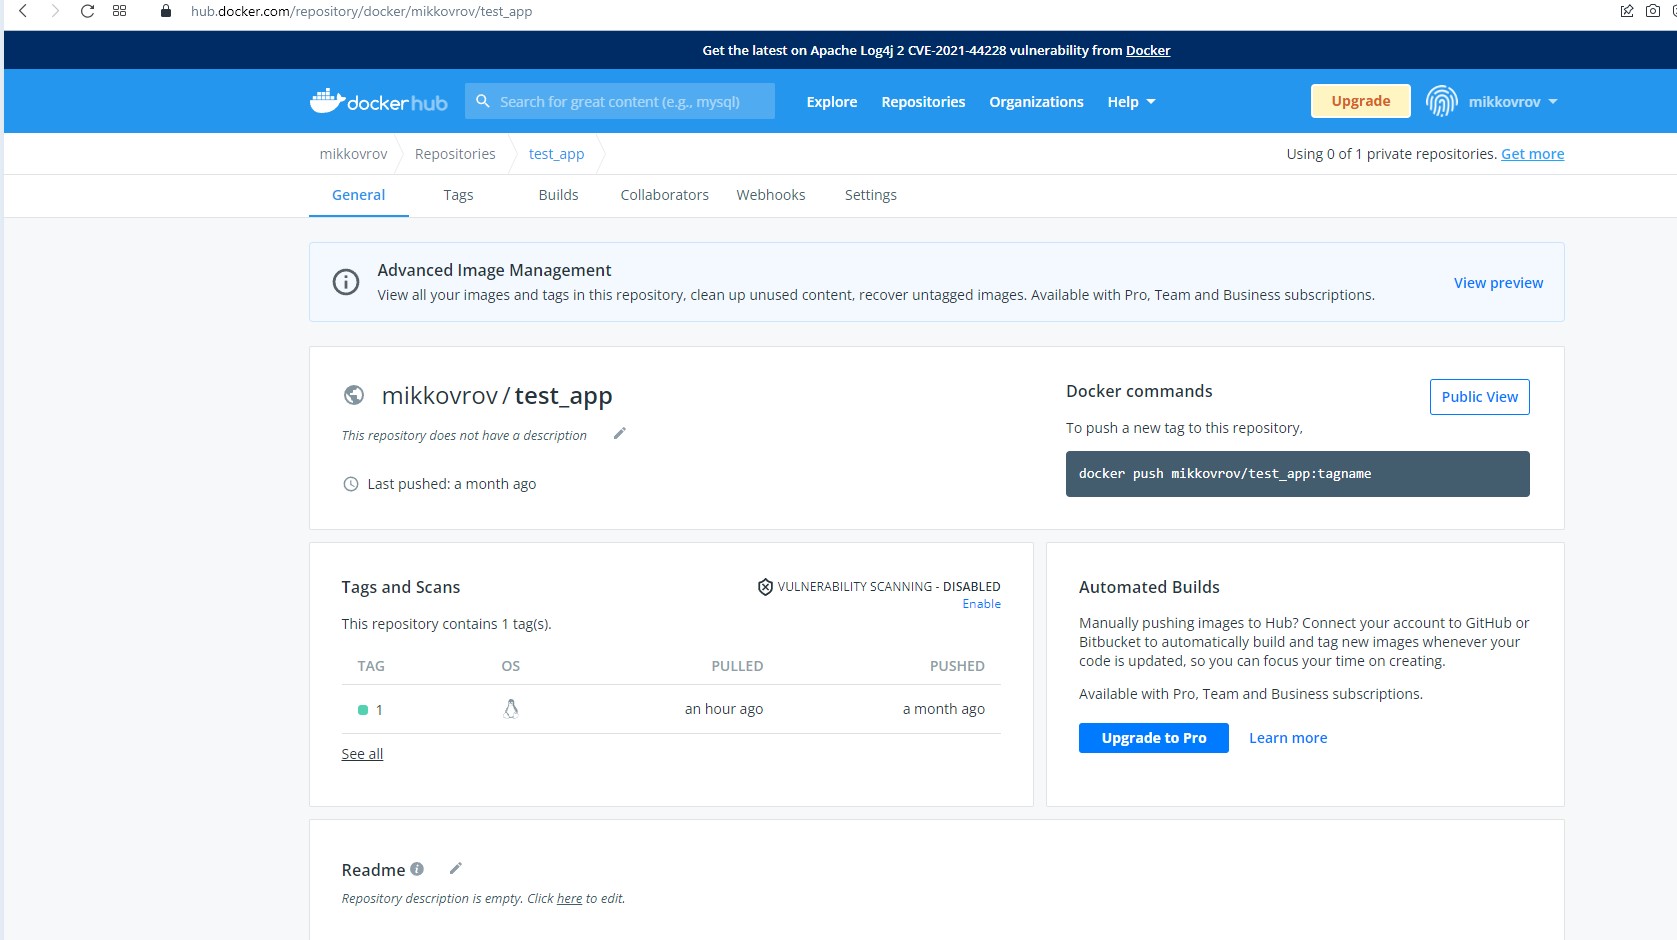 hub.docker.com/repository/docker/mikkovrov/test_app
Get the latest on Apache Log4j 2 CVE-2021-44228 vulnerability from Docker
dockerhub
Search for great content (e.g., mysql)
Explore
Repositories
Organizations
Help
Upgrade
mikkovrov
mikkovrov
Repositories
test_app
Using 0 of 1 private repositories. Get more
General
Tags
Builds
Collaborators
Webhooks
Settings
Advanced Image Management
View all your images and tags in this repository, clean up unused content, recover untagged images. Available with Pro, Team and Business subscriptions.
View preview
mikkovrov / test_app
This repository does not have a description
Last pushed: a month ago
Docker commands
Public View
To push a new tag to this repository,
docker push mikkovrov/test_app:tagname
Tags and Scans
VULNERABILITY SCANNING - DISABLED
Enable
This repository contains 1 tag(s).
TAG OS PULLED PUSHED
1 an hour ago a month ago
See all
Automated Builds
Manually pushing images to Hub? Connect your account to GitHub or
Bitbucket to automatically build and tag new images whenever your
code is updated, so you can focus your time on creating.
Available with Pro, Team and Business subscriptions.
Upgrade to Pro
Learn more
Readme
Repository description is empty. Click here to edit.